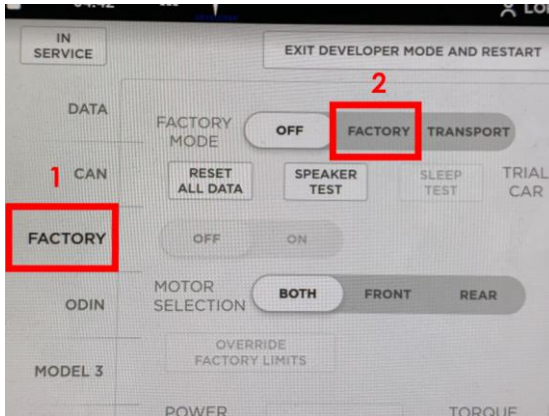 IN
SERVICE
EXIT DEVELOPER MODE AND RESTART
2
DATA
FACTORY
MODE
OFF
FACTORY
TRANSPORT
1
CAN
RESET
ALL DATA
SPEAKER
TEST
SLEEP
TEST
TRIAL
CAR
FACTORY
OFF
ON
MOTOR
SELECTION
BOTH
FRONT
REAR
ODIN
OVERRIDE
FACTORY LIMITS
MODEL 3
POWER
TORQUE